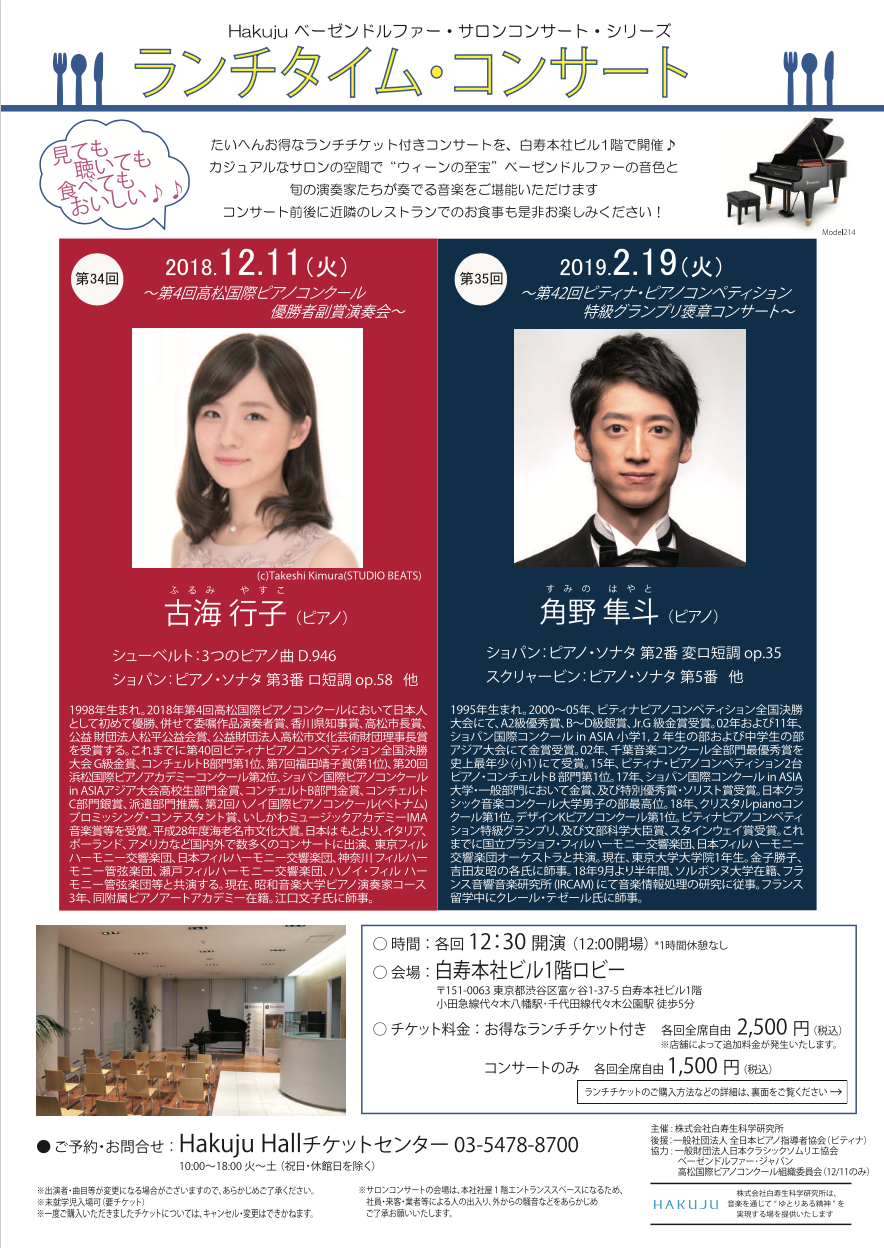 Hakuju ベーゼンドルファー・サロンコンサート・シリーズ
ランチタイム・コンサート
見ても
聴いても
食べても
おいしい♪♪
たいへんお得なランチチケット付きコンサートを、白寿本社ビル1階で開催♪
カジュアルなサロンの空間で“ウィーンの至宝”ベーゼンドルファーの音色と
旬の演奏家たちが奏でる音楽をご堪能いただけます
コンサート前後に近隣のレストランでのお食事も是非お楽しみください！
Model214
第34回
2018.12.11（火）
～第4回高松国際ピアノコンクール
優勝者副賞演奏会～
(c)Takeshi Kimura(STUDIO BEATS)
ふるみ やすこ
古海 行子（ピアノ）
シューベルト：3つのピアノ曲 D.946
ショパン：ピアノ・ソナタ 第3番 ロ短調 op.58 他
1998年生まれ。2018年第4回高松国際ピアノコンクールにおいて日本人
として初めて優勝、併せて委嘱作品演奏者賞、香川県知事賞、高松市長賞、
公益財団法人松平公益会賞、公益財団法人高松市文化芸術財団理事長賞
を受賞する。これまでに第40回ピティナピアノコンペティション全国決勝
大会G級金賞、コンチェルトB部門第1位、第7回福田靖子賞(第1位)、第20回
浜松国際ピアノアカデミーコンクール第2位、ショパン国際ピアノコンクール
in ASIAアジア大会高校生部門金賞、コンチェルトB部門金賞、コンチェルト
C部門銀賞、派遣部門推薦、第2回ハノイ国際ピアノコンクール(ベトナム)
プロミッシング・コンテスタント賞、いしかわミュージックアカデミーIMA
音楽賞等を受賞。平成28年度海老名市文化大賞。日本は もとより、イタリア、
ポーランド、アメリカなど国内外で数多くのコンサートに出演、東京フィル
ハーモニー交響楽団、日本フィルハーモニー交響楽団、神奈川 フィルハー
モニー管弦楽団、瀬戸フィルハーモニー交響楽団、ハノイ・フィル ハー
モニー管弦楽団等と共演する。現在、昭和音楽大学ピアノ演奏家コース
3年、同附属ピアノアートアカデミー在籍。江口文子氏に師事。
第35回
2019.2.19（火）
～第42回ピティナ・ピアノコンペティション
特級グランプリ褒章コンサート～
すみの はやと
角野 隼斗（ピアノ）
ショパン：ピアノ・ソナタ 第2番 変ロ短調 op.35
スクリャービン：ピアノ・ソナタ 第5番 他
1995年生まれ。2000～05年、ピティナピアノコンペティション全国決勝
大会にて、A2級優秀賞、B～D級銀賞、Jr.G 級金賞受賞。02年および11年、
ショパン国際コンクール in ASIA 小学1, 2 年生の部および中学生の部
アジア大会にて金賞受賞。02年、千葉音楽コンクール全部門最優秀賞を
史上最年少（小1）にて受賞。15年、ピティナ・ピアノコンペティション2台
ピアノ・コンチェルトB 部門第1位。17年、ショパン国際コンクール in ASIA
大学・一般部門において金賞、及び特別優秀賞・ソリスト賞受賞。日本クラ
シック音楽コンクール大学男子の部最高位。18年、クリスタルpianoコン
クール第1位。デザインKピアノコンクール第1位。ピティナピアノコンペティ
ション特級グランプリ、及び文部科学大臣賞、スタインウェイ賞受賞。これ
までに国立ブラショフ・フィルハーモニー交響楽団、日本フィルハーモニー
交響楽団オーケストラと共演。現在、東京大学大学院1年生。金子勝子、
吉田友昭の各氏に師事。18年9月より半年間、ソルボンヌ大学在籍、フラ
ンス音響音楽研究所 (IRCAM) にて音楽情報処理の研究に従事。フランス
留学中にクレール・テゼール氏に師事。
○ 時間：各回 12：30 開演（12:00開場）*1時間休憩なし
○ 会場：白寿本社ビル1階ロビー
〒151-0063 東京都渋谷区富ヶ谷1-37-5 白寿本社ビル1階
小田急線代々木八幡駅・千代田線代々木公園駅 徒歩5分
○ チケット料金：お得なランチチケット付き 各回全席自由 2,500 円（税込）
※店舗によって追加料金が発生いたします。
コンサートのみ 各回全席自由 1,500 円（税込）
ランチチケットのご購入方法などの詳細は、裏面をご覧ください→
● ご予約・お問合せ：Hakuju Hallチケットセンター 03-5478-8700
10:00～18:00 火～土（祝日・休館日を除く）
主催：株式会社白寿生科学研究所
後援：一般社団法人 全日本ピアノ指導者協会（ピティナ）
協力：一般財団法人日本クラシックソムリエ協会
ベーゼンドルファー・ジャパン
高松国際ピアノコンクール組織委員会（12/11のみ）
※出演者・曲目等が変更になる場合がございますので、あらかじめご了承ください。
※未就学児入場可（要チケット）
※一度ご購入いただきましたチケットについては、キャンセル・変更はできかねます。
※サロンコンサートの会場は、本社社屋1階エントランススペースになるため、
社員・来客・業者等による人の出入り、外からの騒音などをあらかじめ
ご了承お願いいたします。
HAKUJU
株式会社白寿生科学研究所は、
音楽を通じて“ゆとりある精神”を
実現する場を提供いたします